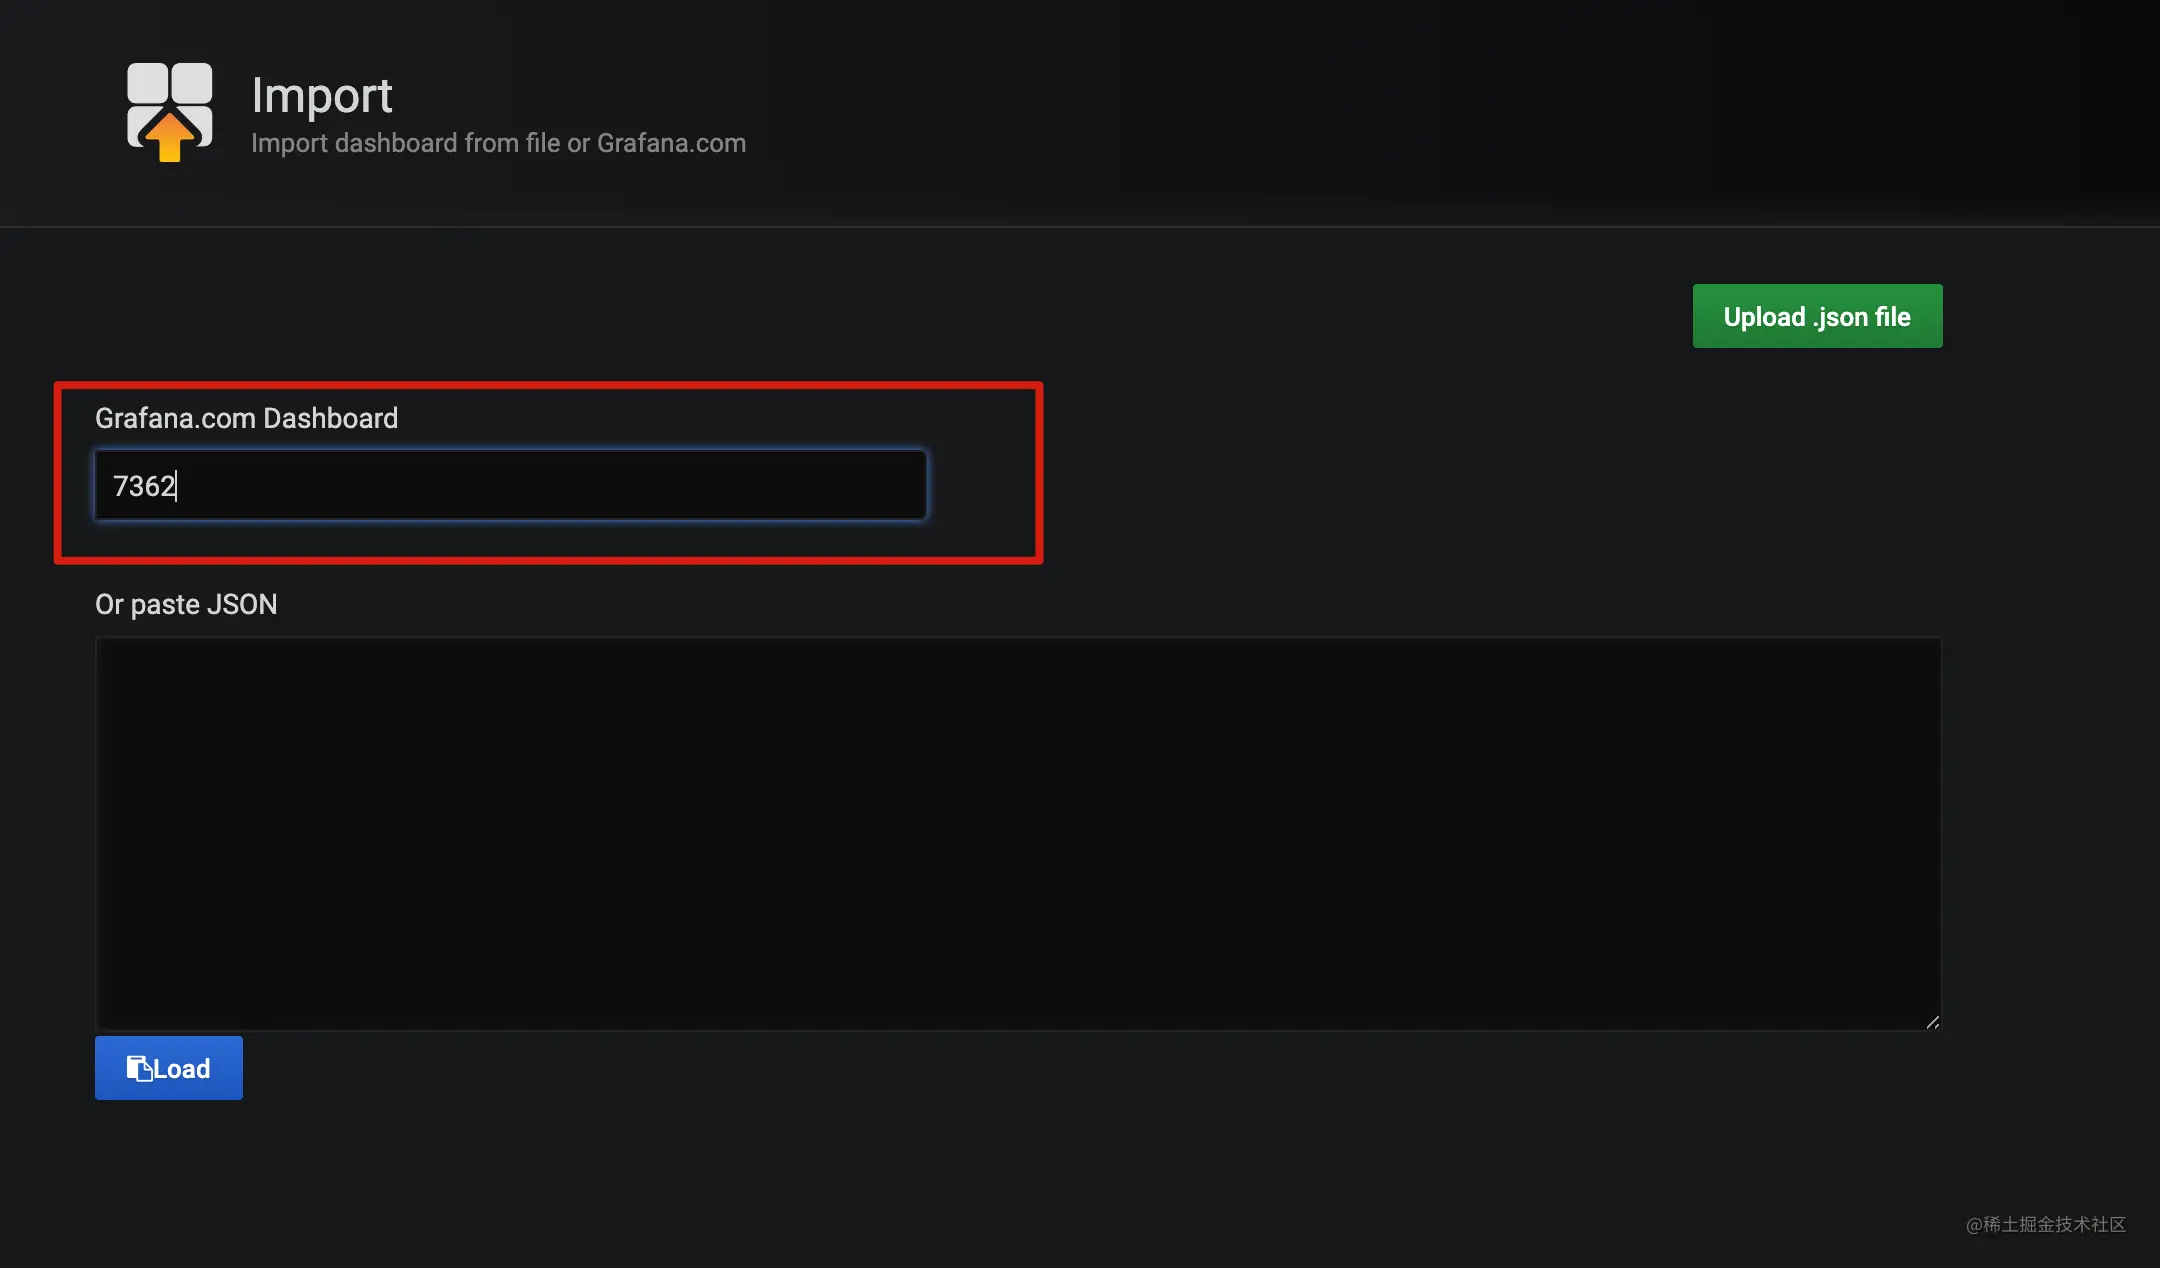 Import
Import dashboard from file or Grafana.com
Upload .json file
Grafana.com Dashboard
7362
Or paste JSON
Load
@稀土掘金技术社区